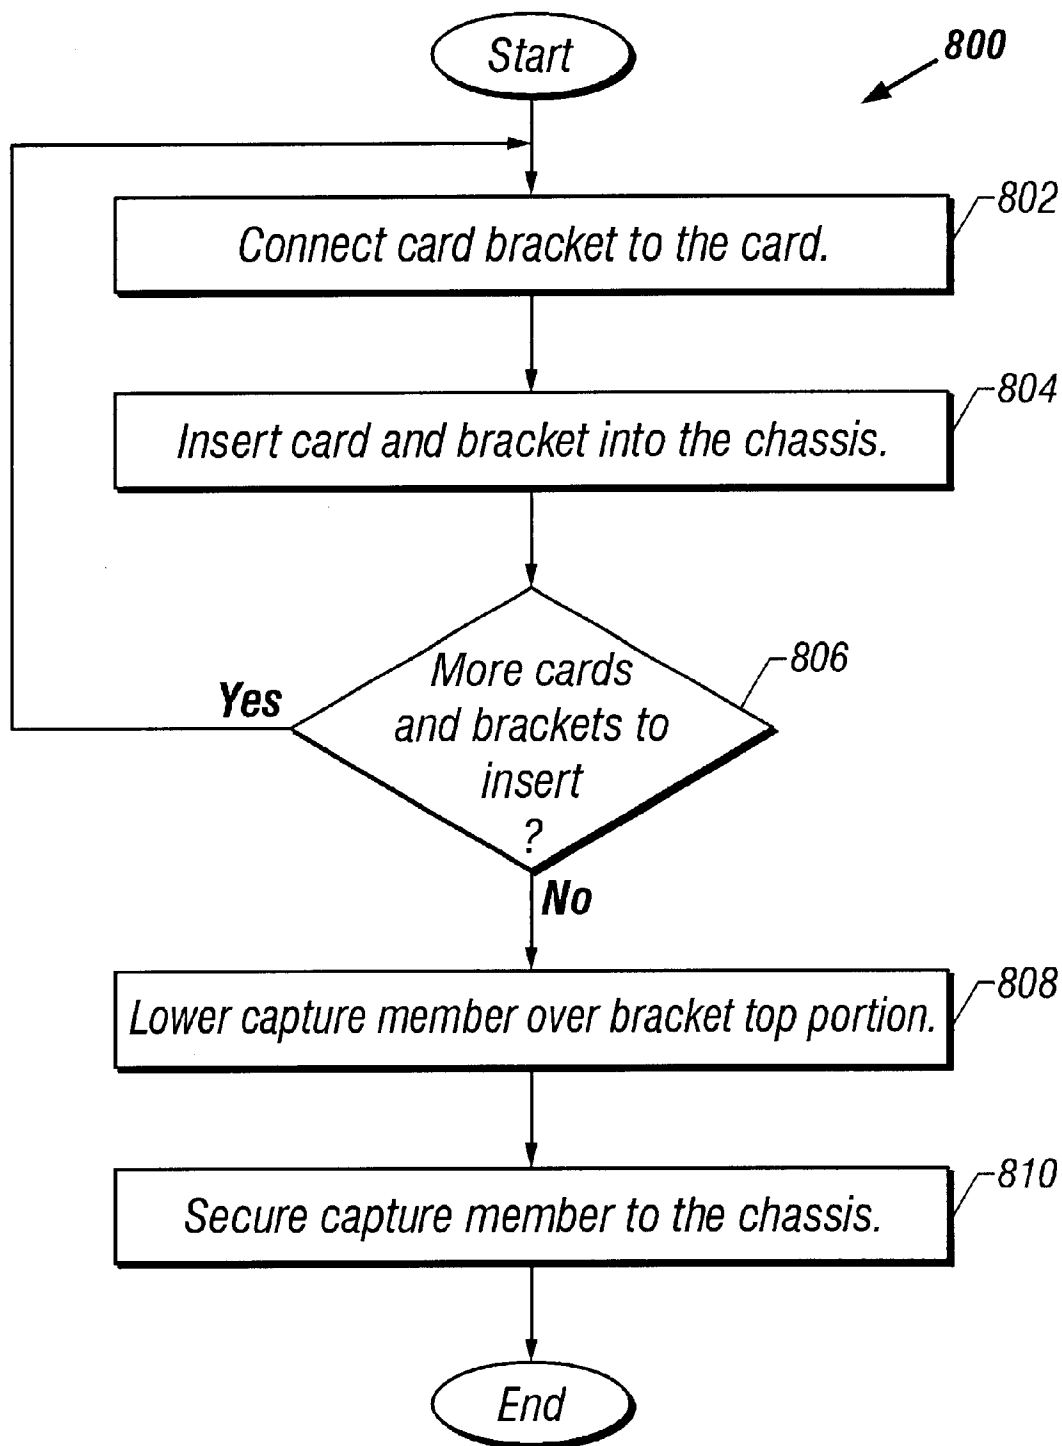 Start
800
802
Connect card bracket to the card.
804
Insert card and bracket into the chassis.
806
More cards
and brackets to
insert
?
Yes
No
808
Lower capture member over bracket top portion.
810
Secure capture member to the chassis.
End